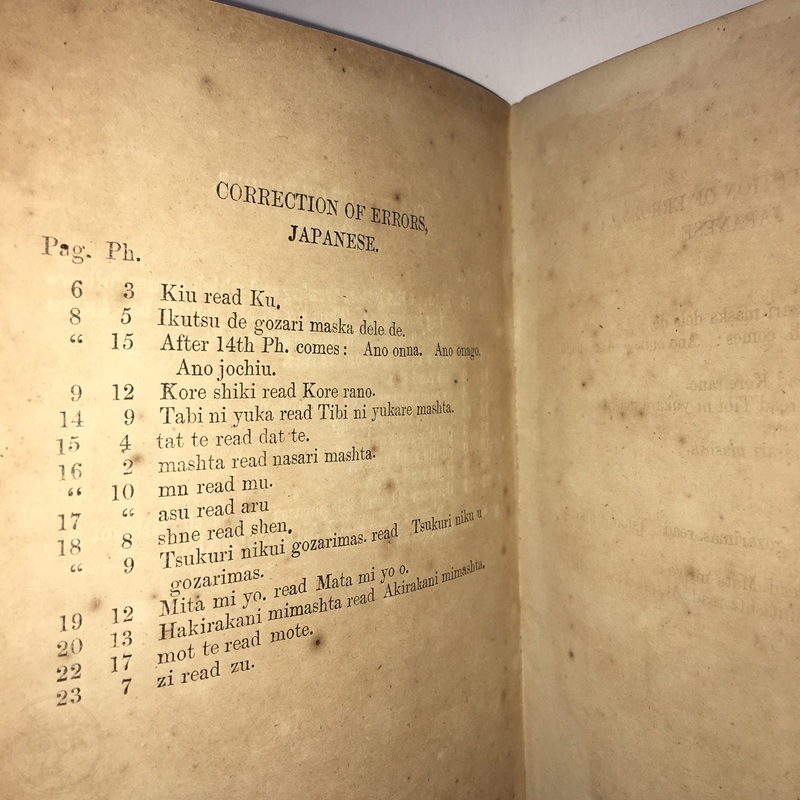 CORRECTION OF ERRORS,
JAPANESE.
Pag. Ph.
6 3 Kiu read Ku.
8 5 Ikutsu de gozari maska dele de.
“ 15 After 14th Ph. comes: Ano onna. Ano onago.
Ano jochiu.
9 12 Kore shiki read Kore rano.
14 9 Tabi ni yuka read Tibi ni yukare mashta.
15 4 tat te read dat te.
16 2 mashta read nasari mashta.
“ 10 mn read mu.
17 “ asu read aru
18 8 shne read shen.
“ 9 Tsukuri nikui gozarimas. read Tsukuri niku u
gozarimas.
19 12 Mita mi yo. read Mata mi yo o.
20 13 Hakirakani mimashta read Akirakani mimashta.
22 17 mot te read mote.
23 7 zi read zu.